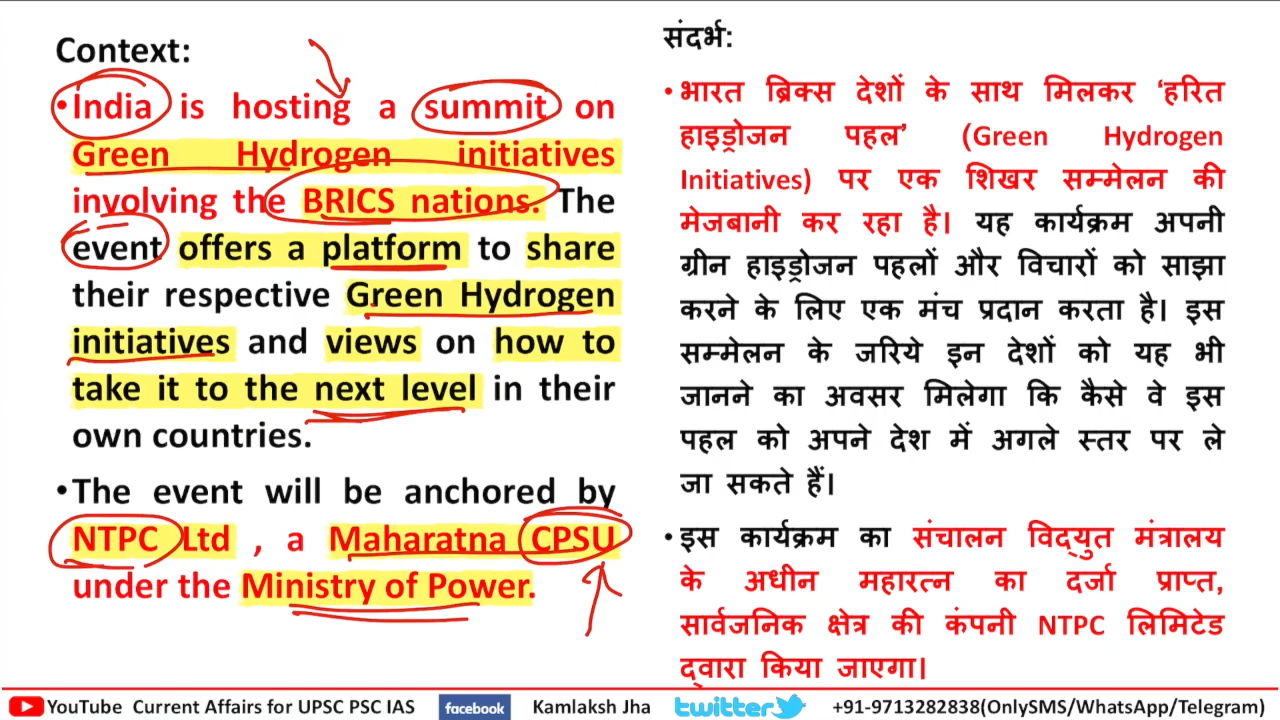 Context:
•India is hosting a summit on
Green Hydrogen initiatives
involving the BRICS nations. The
event offers a platform to share
their respective Green Hydrogen
initiatives and views on how to
take it to the next level in their
own countries.
•The event will be anchored by
NTPC Ltd , a Maharatna CPSU
under the Ministry of Power.
संदर्भ:
•भारत ब्रिक्स देशों के साथ मिलकर ‘हरित
हाइड्रोजन पहल’ (Green Hydrogen
Initiatives) पर एक शिखर सम्मेलन की
मेजबानी कर रहा है। यह कार्यक्रम अपनी
ग्रीन हाइड्रोजन पहलों और विचारों को साझा
करने के लिए एक मंच प्रदान करता है। इस
सम्मेलन के जरिये इन देशों को यह भी
जानने का अवसर मिलेगा कि कैसे वे इस
पहल को अपने देश में अगले स्तर पर ले
जा सकते हैं।
•इस कार्यक्रम का संचालन विद्युत मंत्रालय
के अधीन महारत्न का दर्जा प्राप्त,
सार्वजनिक क्षेत्र की कंपनी NTPC लिमिटेड
द्वारा किया जाएगा।
YouTube Current Affairs for UPSC PSC IAS facebook Kamlaksh Jha twitter +91-9713282838(OnlySMS/WhatsApp/Telegram)